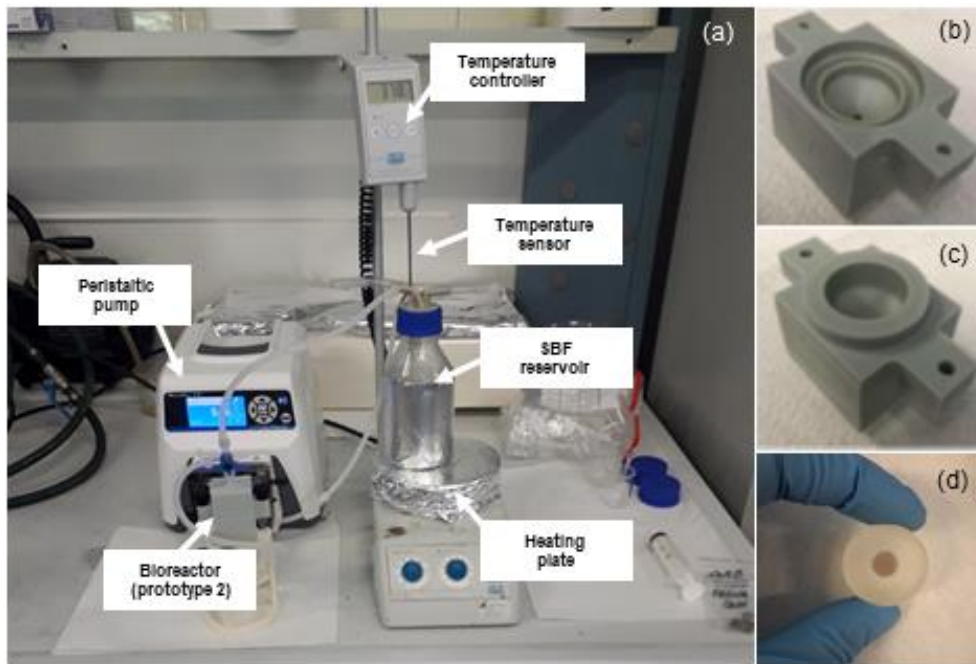 (a)
Temperature
controller
Temperature
sensor
Peristaltic
pump
SBF
reservoir
Bioreactor
(prototype 2)
Heating
plate
(b)
(c)
(d)